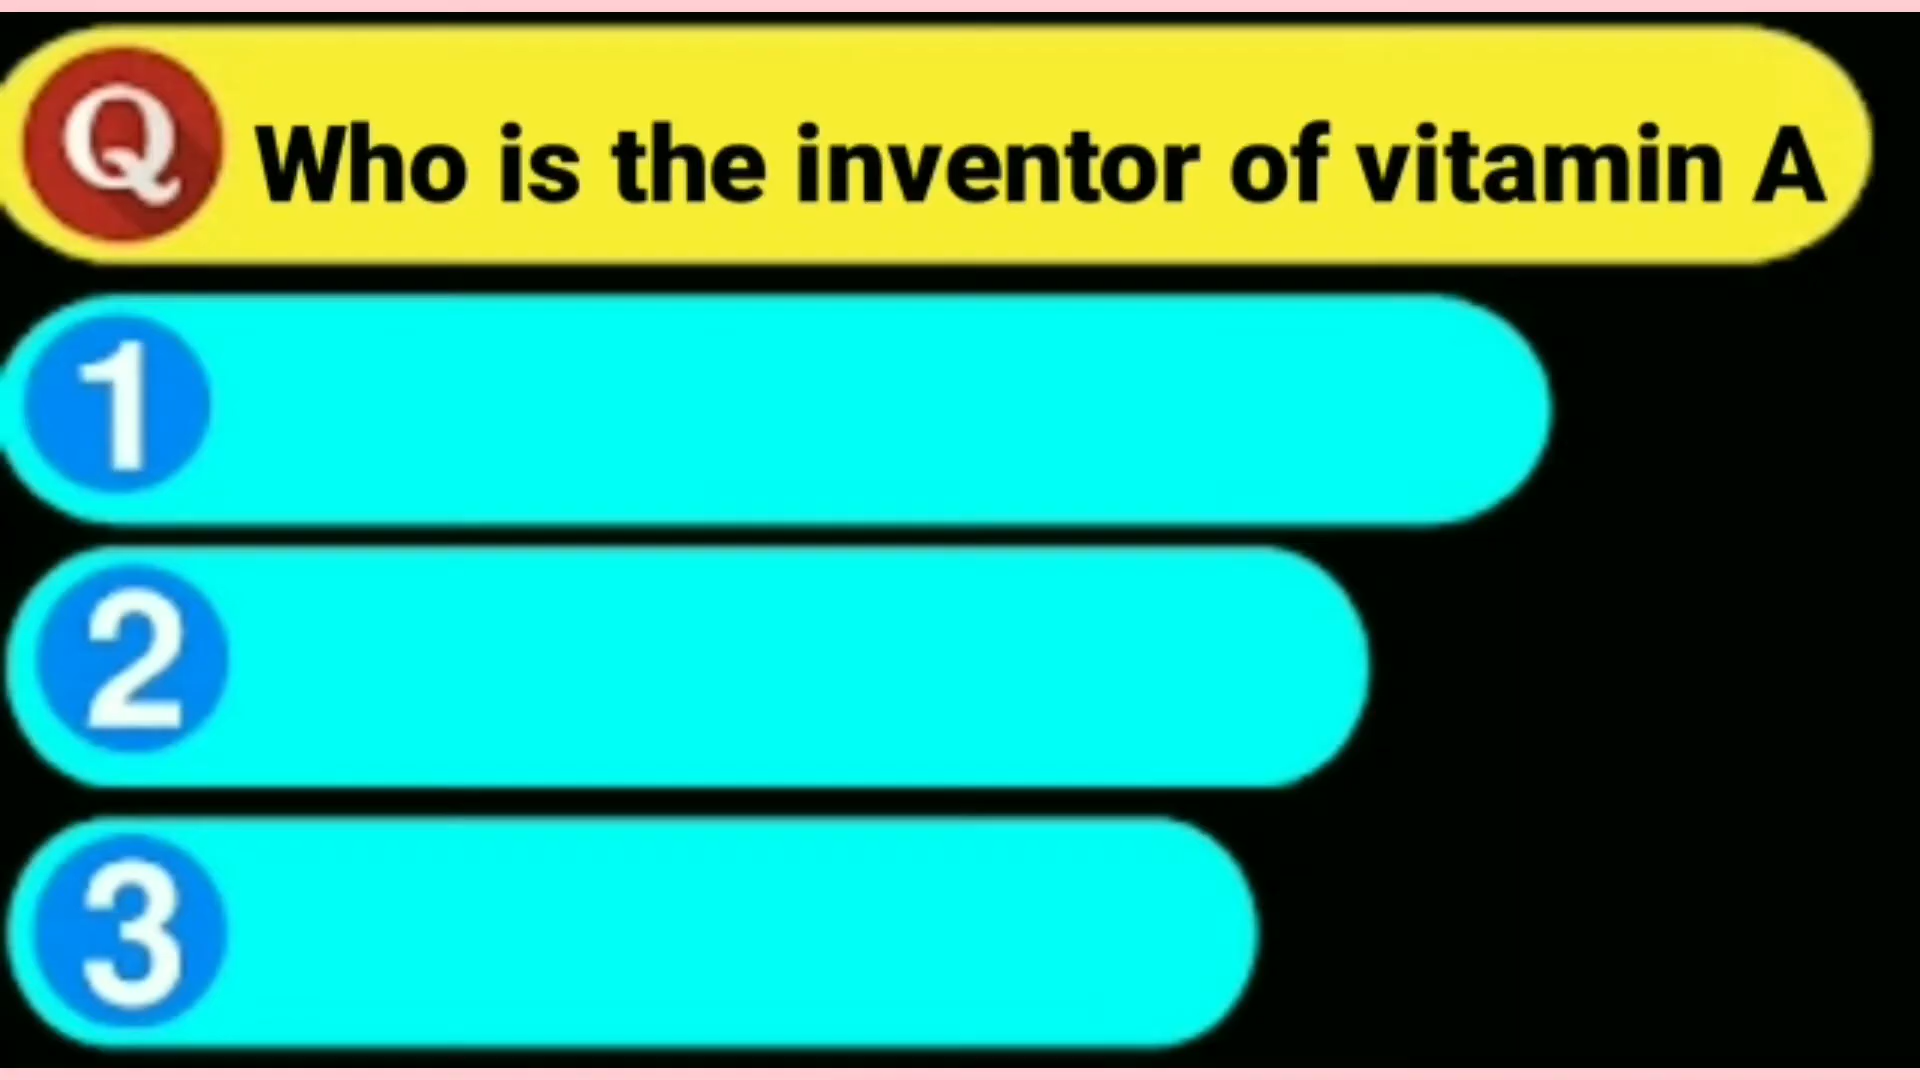 Q Who is the inventor of vitamin A
1
2
3